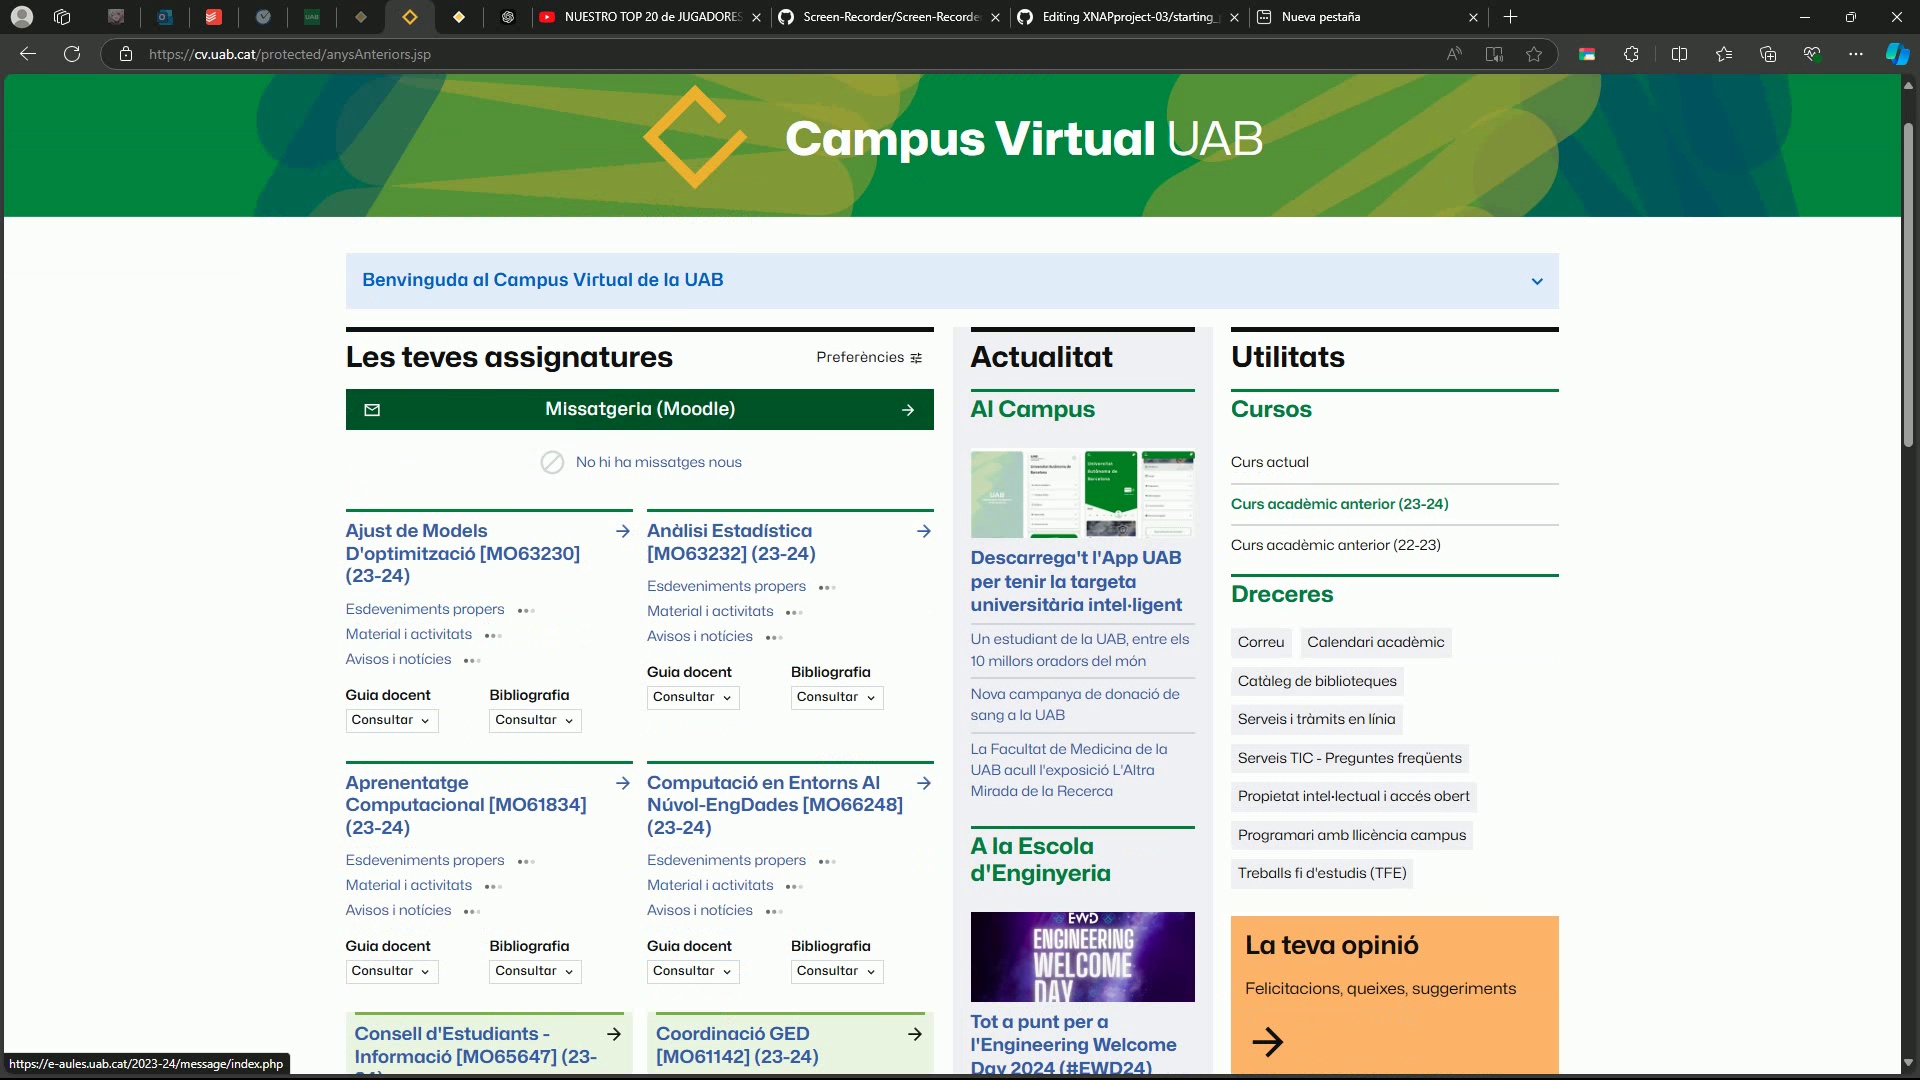 NUESTRO TOP 20 de JUGADORES
Screen-Recorder/Screen-Recorde
Editing XNAPproject-03/starting_
Nueva pestaña
https://cv.uab.cat/protected/anysAnteriors.jsp
Campus Virtual UAB
Benvinguda al Campus Virtual de la UAB
Les teves assignatures
Preferències
Missatgeria (Moodle)
No hi ha missatges nous
Ajust de Models
D'optimització [MO63230]
(23-24)
Esdeveniments propers
Material i activitats
Avisos i notícies
Guia docent
Bibliografia
Consultar
Consultar
Anàlisi Estadística
[MO63232] (23-24)
Esdeveniments propers
Material i activitats
Avisos i notícies
Guia docent
Bibliografia
Consultar
Consultar
Aprenentatge
Computacional [MO61834]
(23-24)
Esdeveniments propers
Material i activitats
Avisos i notícies
Guia docent
Bibliografia
Consultar
Consultar
Computació en Entorns Al
Núvol-EngDades [MO66248]
(23-24)
Esdeveniments propers
Material i activitats
Avisos i notícies
Guia docent
Bibliografia
Consultar
Consultar
Consell d'Estudiants -
Informació [MO65647] (23-
Coordinació GED
[MO61142] (23-24)
Actualitat
Al Campus
Descarrega't l'App UAB
per tenir la targeta
universitària intel·ligent
Un estudiant de la UAB, entre els
10 millors oradors del món
Nova campanya de donació de
sang a la UAB
La Facultat de Medicina de la
UAB acull l'exposició L'Altra
Mirada de la Recerca
A la Escola
d'Enginyeria
EWD
ENGINEERING
WELCOME
DAY
Tot a punt per a
l'Engineering Welcome
Day 2024 (#EWD24)
Utilitats
Cursos
Curs actual
Curs acadèmic anterior (23-24)
Curs acadèmic anterior (22-23)
Dreceres
Correu
Calendari acadèmic
Catàleg de biblioteques
Serveis i tràmits en línia
Serveis TIC - Preguntes freqüents
Propietat intel·lectual i accés obert
Programari amb llicència campus
Treballs fi d'estudis (TFE)
La teva opinió
Felicitacions, queixes, suggeriments
https://e-aules.uab.cat/2023-24/message/index.php